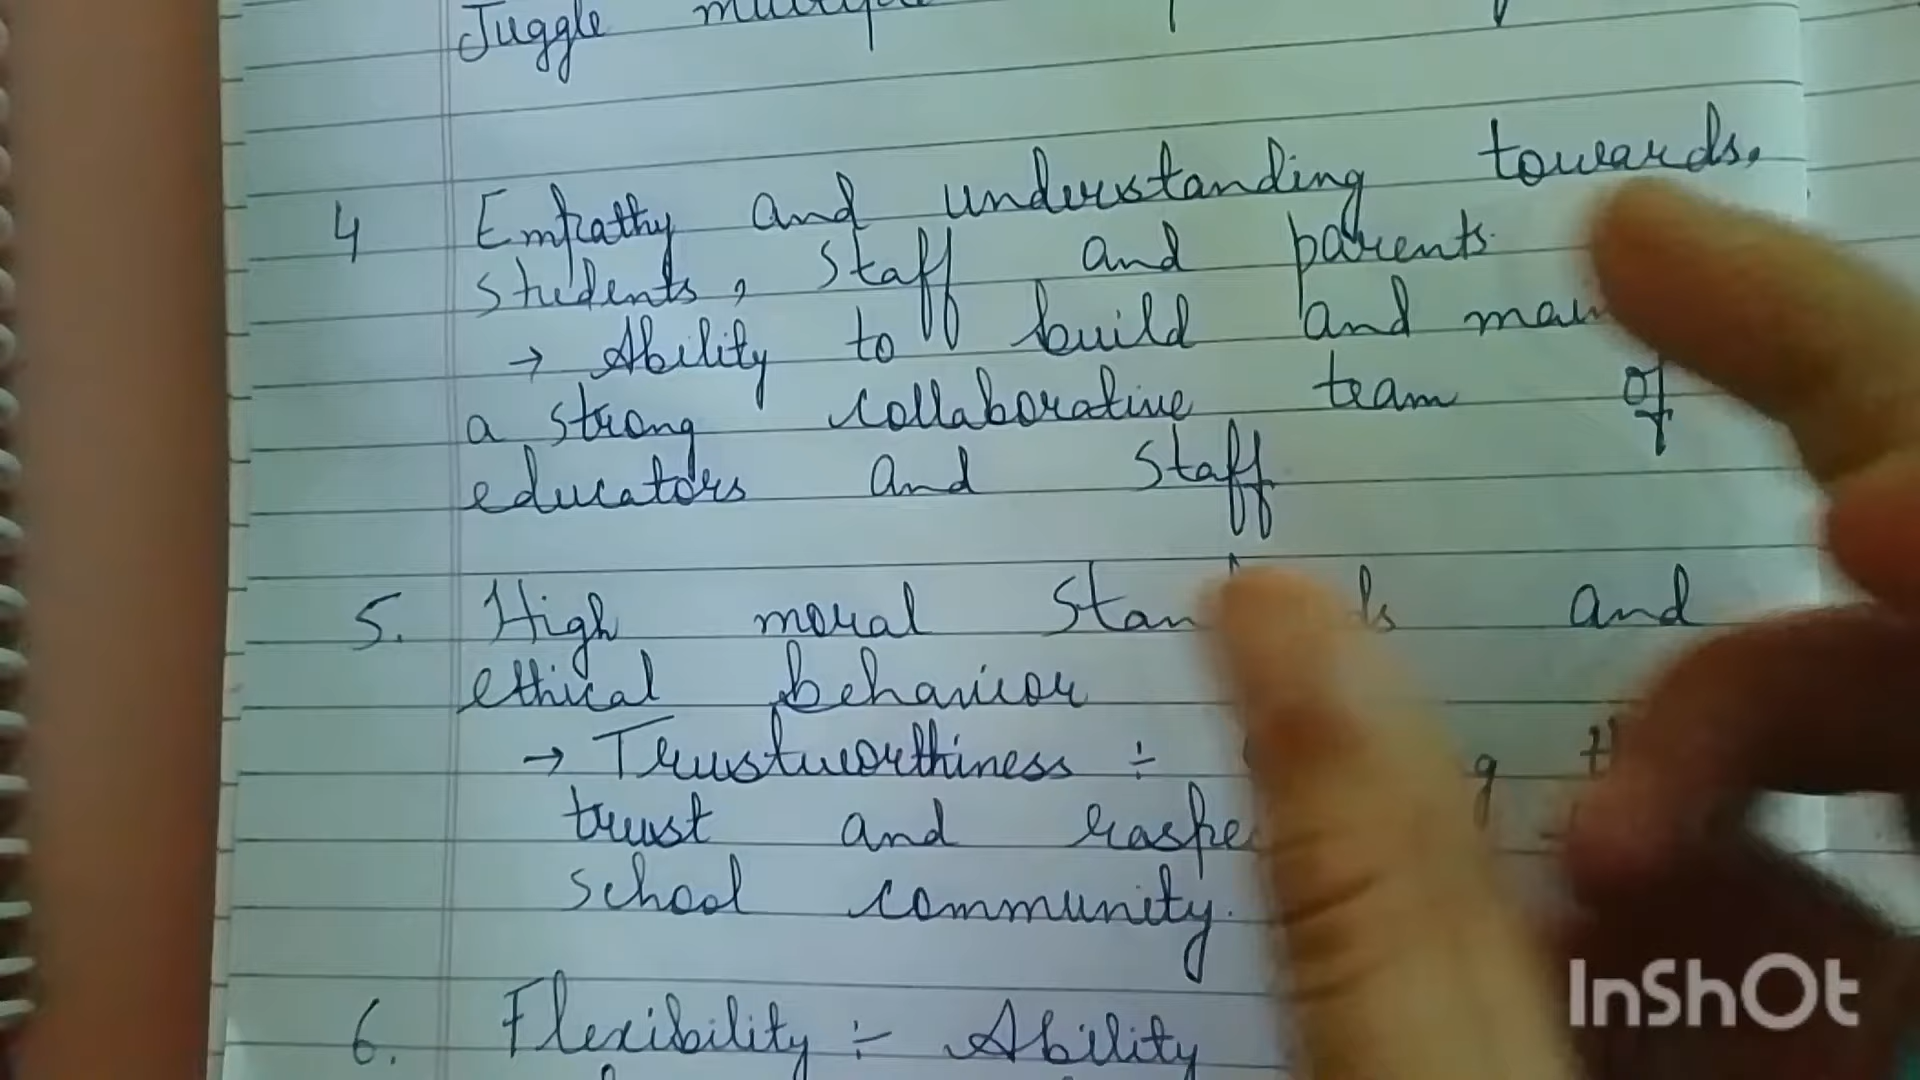 Juggle multiple
4 Empathy and understanding towards.
students, staff and parents.
→ Ability to build and
a strong collaborative team of
educators and staff
5. High moral and
ethical behavior
→ Trustworthiness ÷
trust and
school community.
6. Flexibility ÷ Ability
InShOt